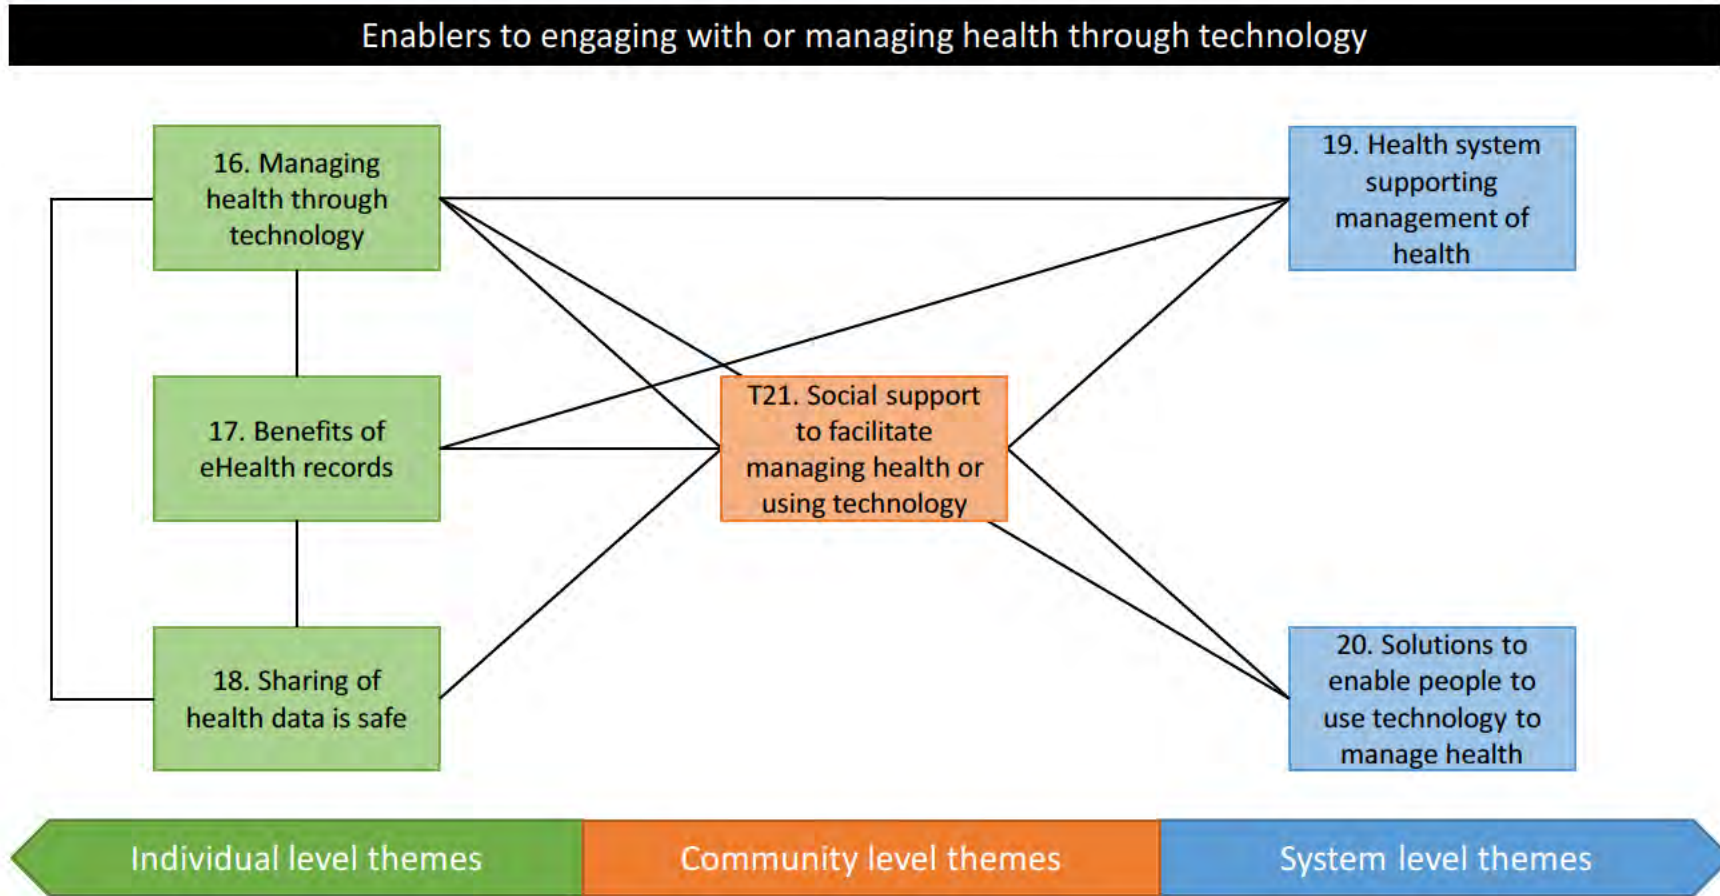 Enablers to engaging with or managing health through technology
16. Managing
health through
technology
19. Health system
supporting
management of
health
17. Benefits of
eHealth records
T21. Social support
to facilitate
managing health or
using technology
18. Sharing of
health data is safe
20. Solutions to
enable people to
use technology to
manage health
Individual level themes
Community level themes
System level themes